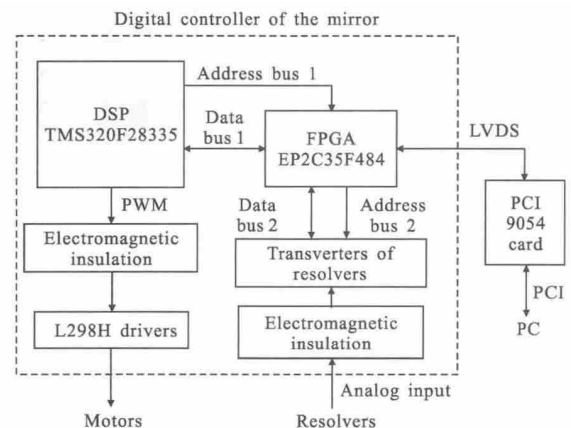 Digital controller of the mirror
Address bus 1
DSP
TMS320F28335
Data
bus 1
FPGA
EP2C35F484
LVDS
PWM
Data
bus 2
Address
bus 2
PCI
9054
card
Electromagnetic
insulation
Transverters of
resolvers
PCI
L298H drivers
Electromagnetic
insulation
PC
Analog input
Motors
Resolvers